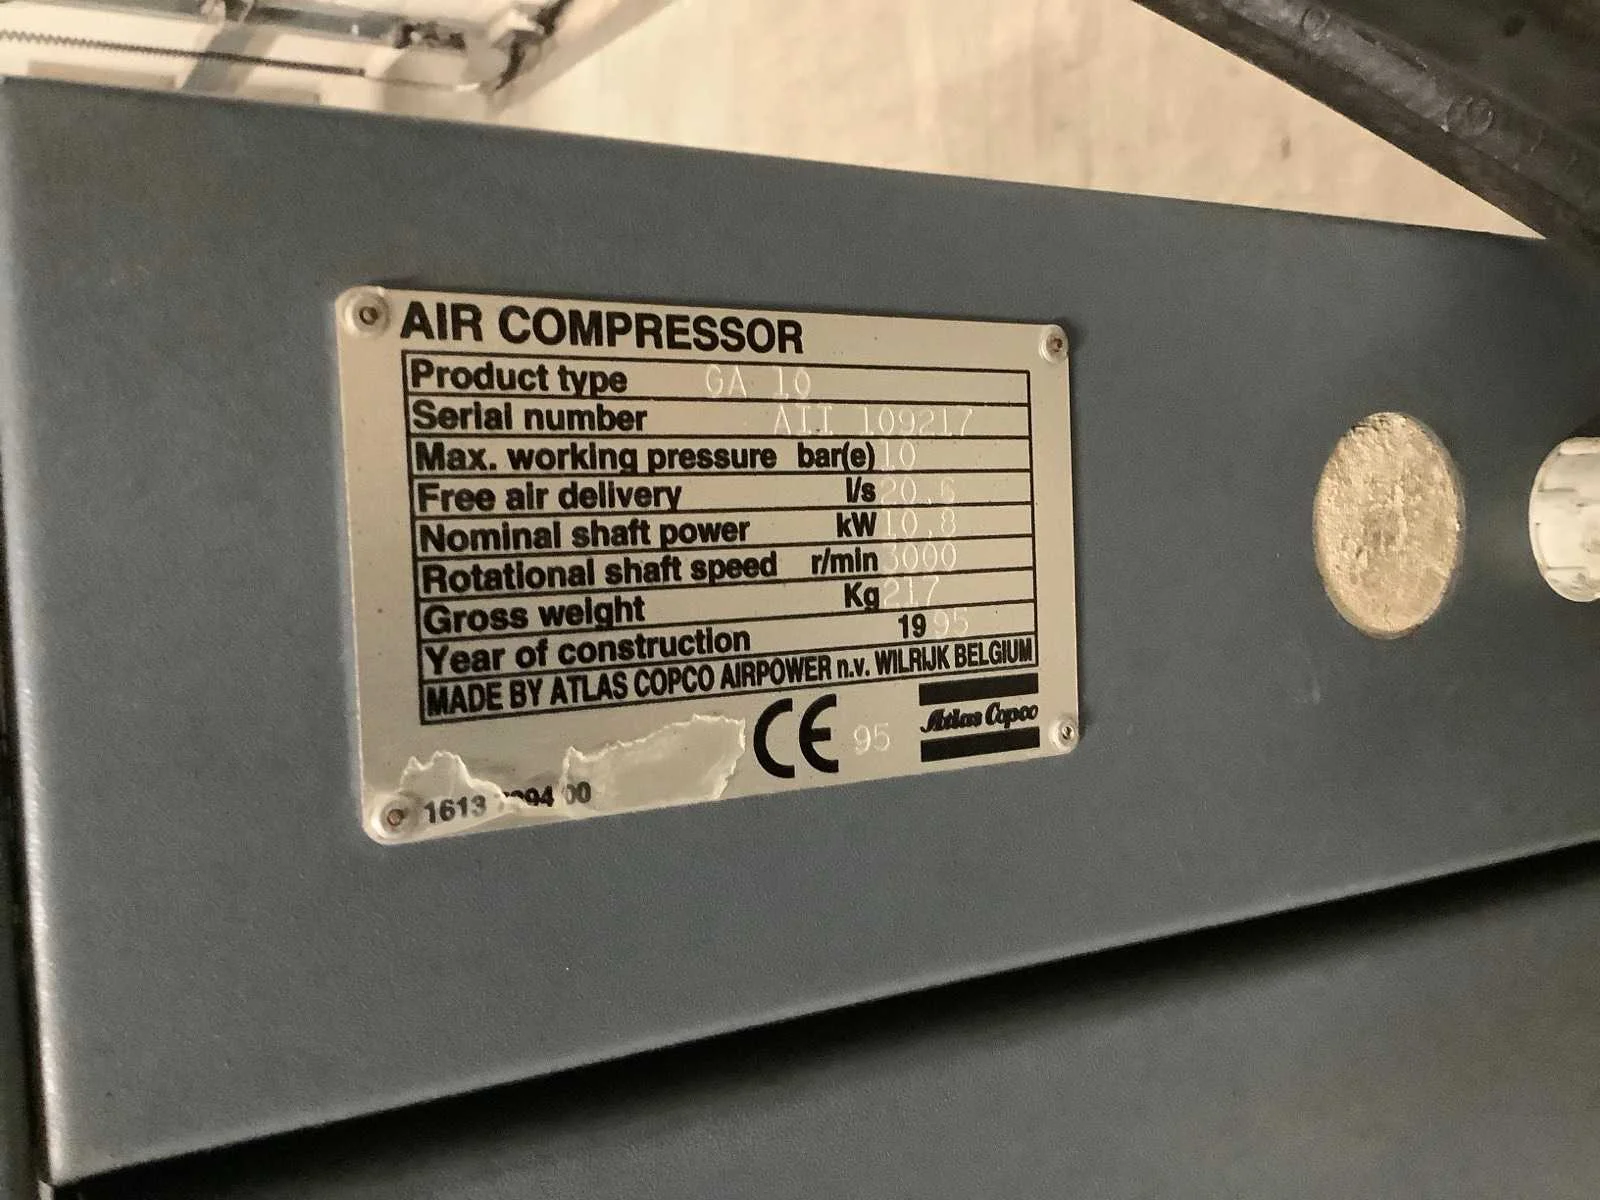 AIR COMPRESSOR
Product type GA 10
Serial number AII 109217
Max. working pressure bar(e) 10
Free air delivery l/s 20.6
Nominal shaft power kW 10.8
Rotational shaft speed r/min 3000
Gross weight Kg 217
Year of construction 1995
MADE BY ATLAS COPCO AIRPOWER n.v. WILRIJK BELGIUM
CE 95 Atlas Copco
1613 00